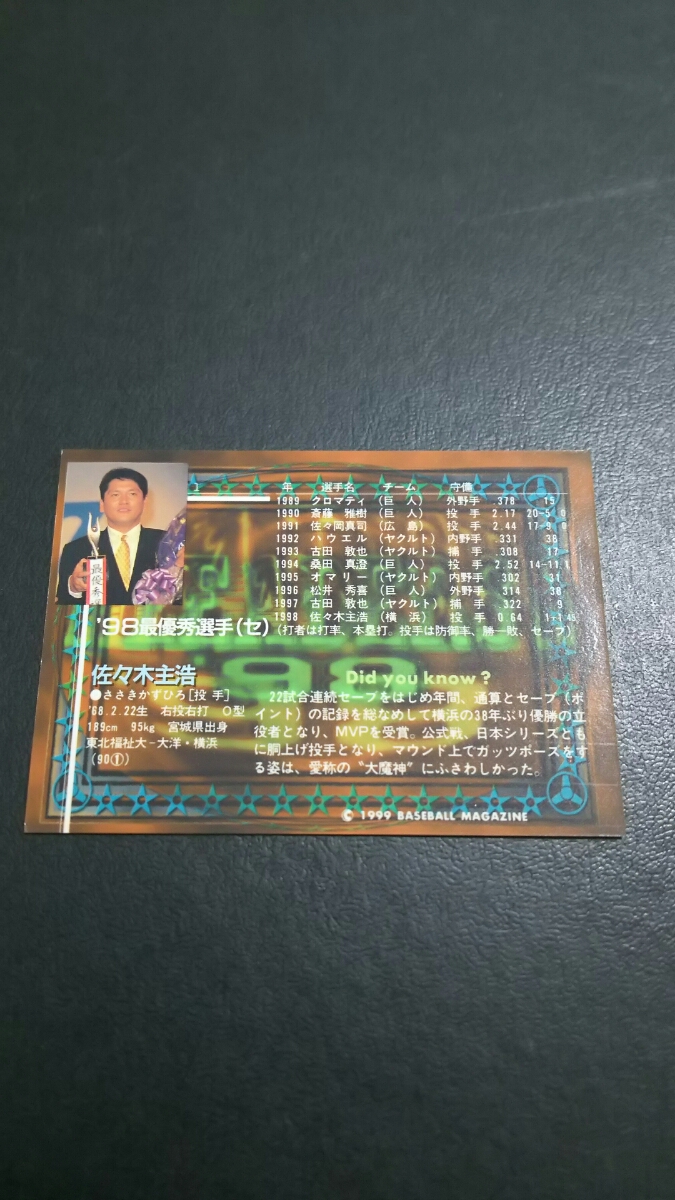 年 選手名 チーム 守備
1989 クロマティ (巨人) 外野手 .378 15
1990 斎藤 雅樹 (巨人) 投手 2.17 20-5 0
1991 佐々岡真司 (広島) 投手 2.44 17-9 0
1992 ハウエル (ヤクルト) 内野手 .331 38
1993 古田 敦也 (ヤクルト) 捕手 .308 17
1994 桑田 真澄 (巨人) 投手 2.52 14-11 1
1995 オマリー (ヤクルト) 内野手 .302 31
1996 松井 秀喜 (巨人) 外野手 .314 38
1997 古田 敦也 (ヤクルト) 捕手 .322 9
1998 佐々木主浩 (横浜) 投手 0.64 1-1 45
(打者は打率、本塁打。投手は防御率、勝ー敗、セーブ)
最優秀
'98最優秀選手(セ)
佐々木主浩
●ささきかずひろ[投手]
'68.2.22生 右投右打 O型
189cm 95kg 宮城県出身
東北福祉大-大洋・横浜
(90①)
Did you know?
22試合連続セーブをはじめ年間、通算とセーブ(ポ
イント)の記録を総なめして横浜の38年ぶり優勝の立
役者となり、MVPを受賞。公式戦、日本シリーズとも
に胴上げ投手となり、マウンド上でガッツポーズをす
る姿は、愛称の“大魔神”にふさわしかった。
© 1999 BASEBALL MAGAZINE